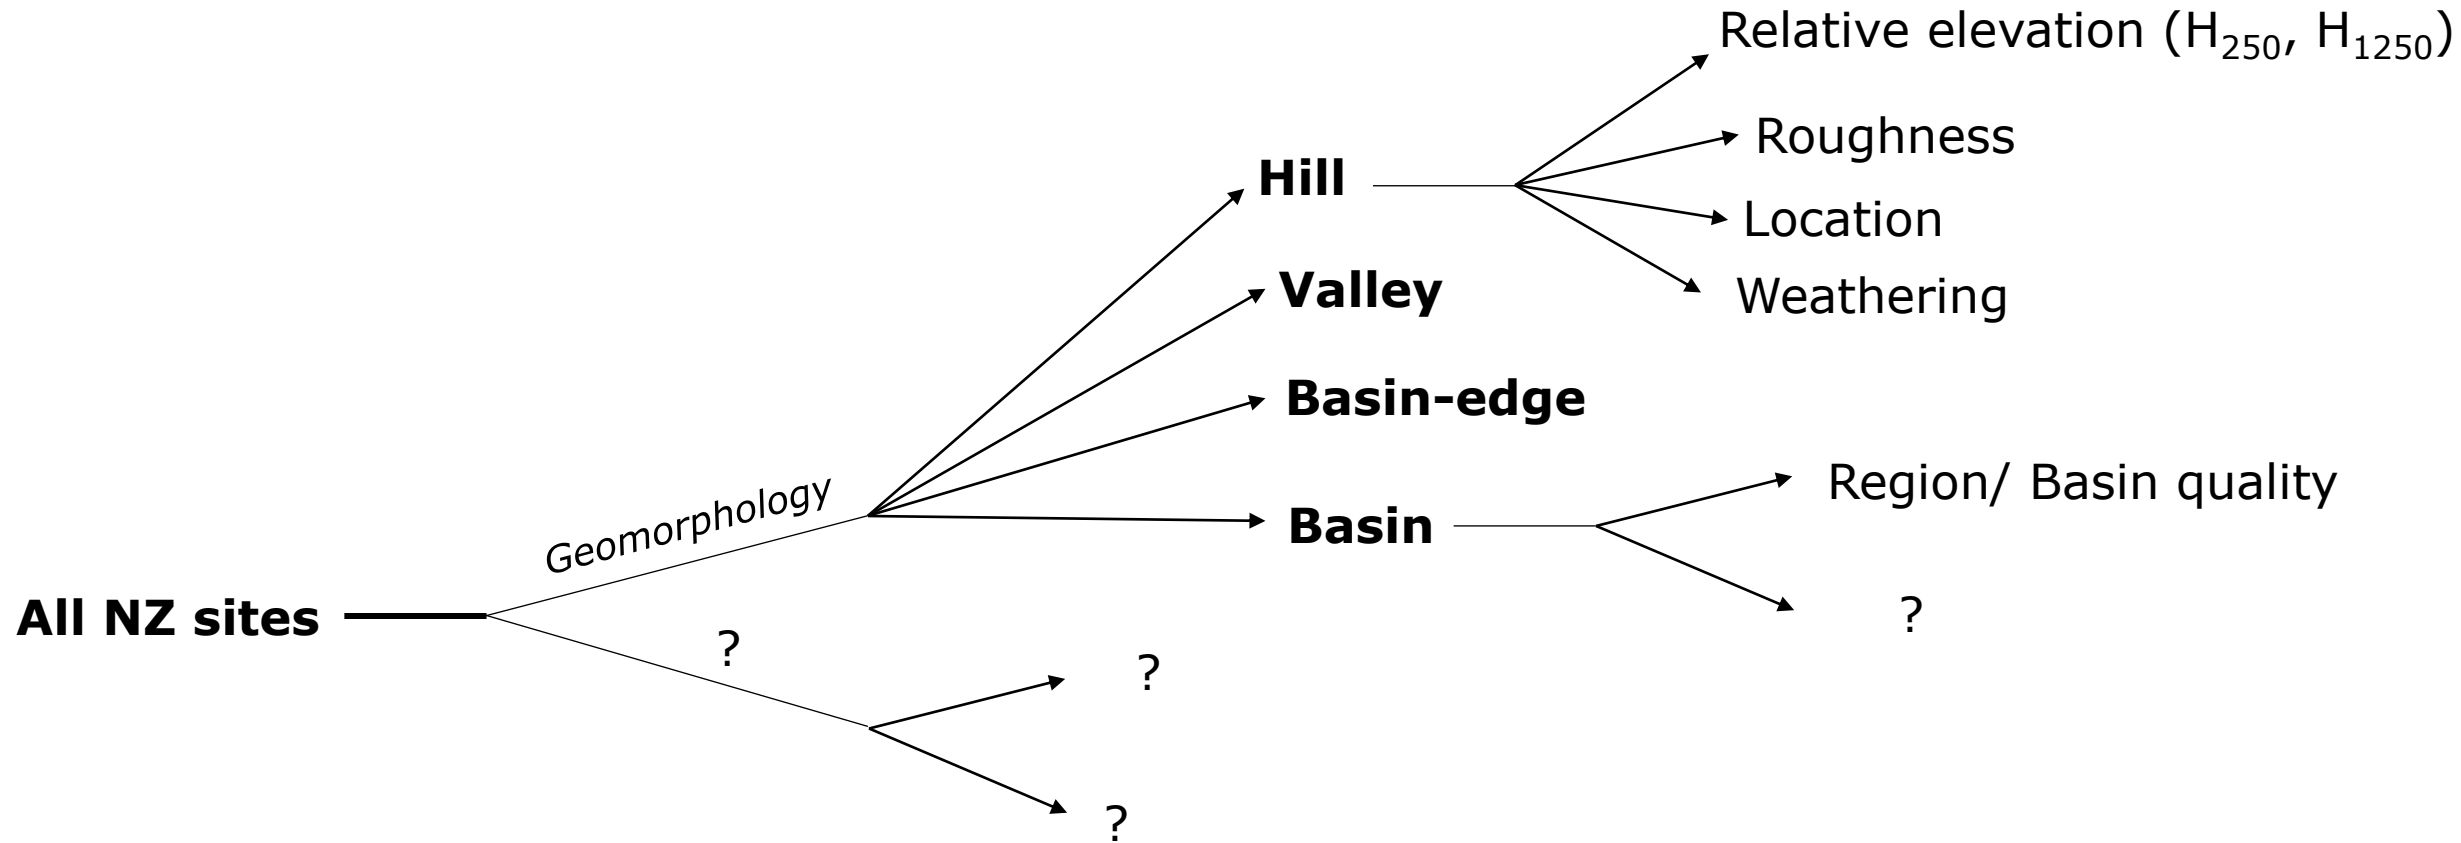 Relative elevation (H250, H1250)
Roughness
Hill
Location
Valley
Weathering
Basin-edge
Region/ Basin quality
Geomorphology
Basin
All NZ sites
?
?
?
?